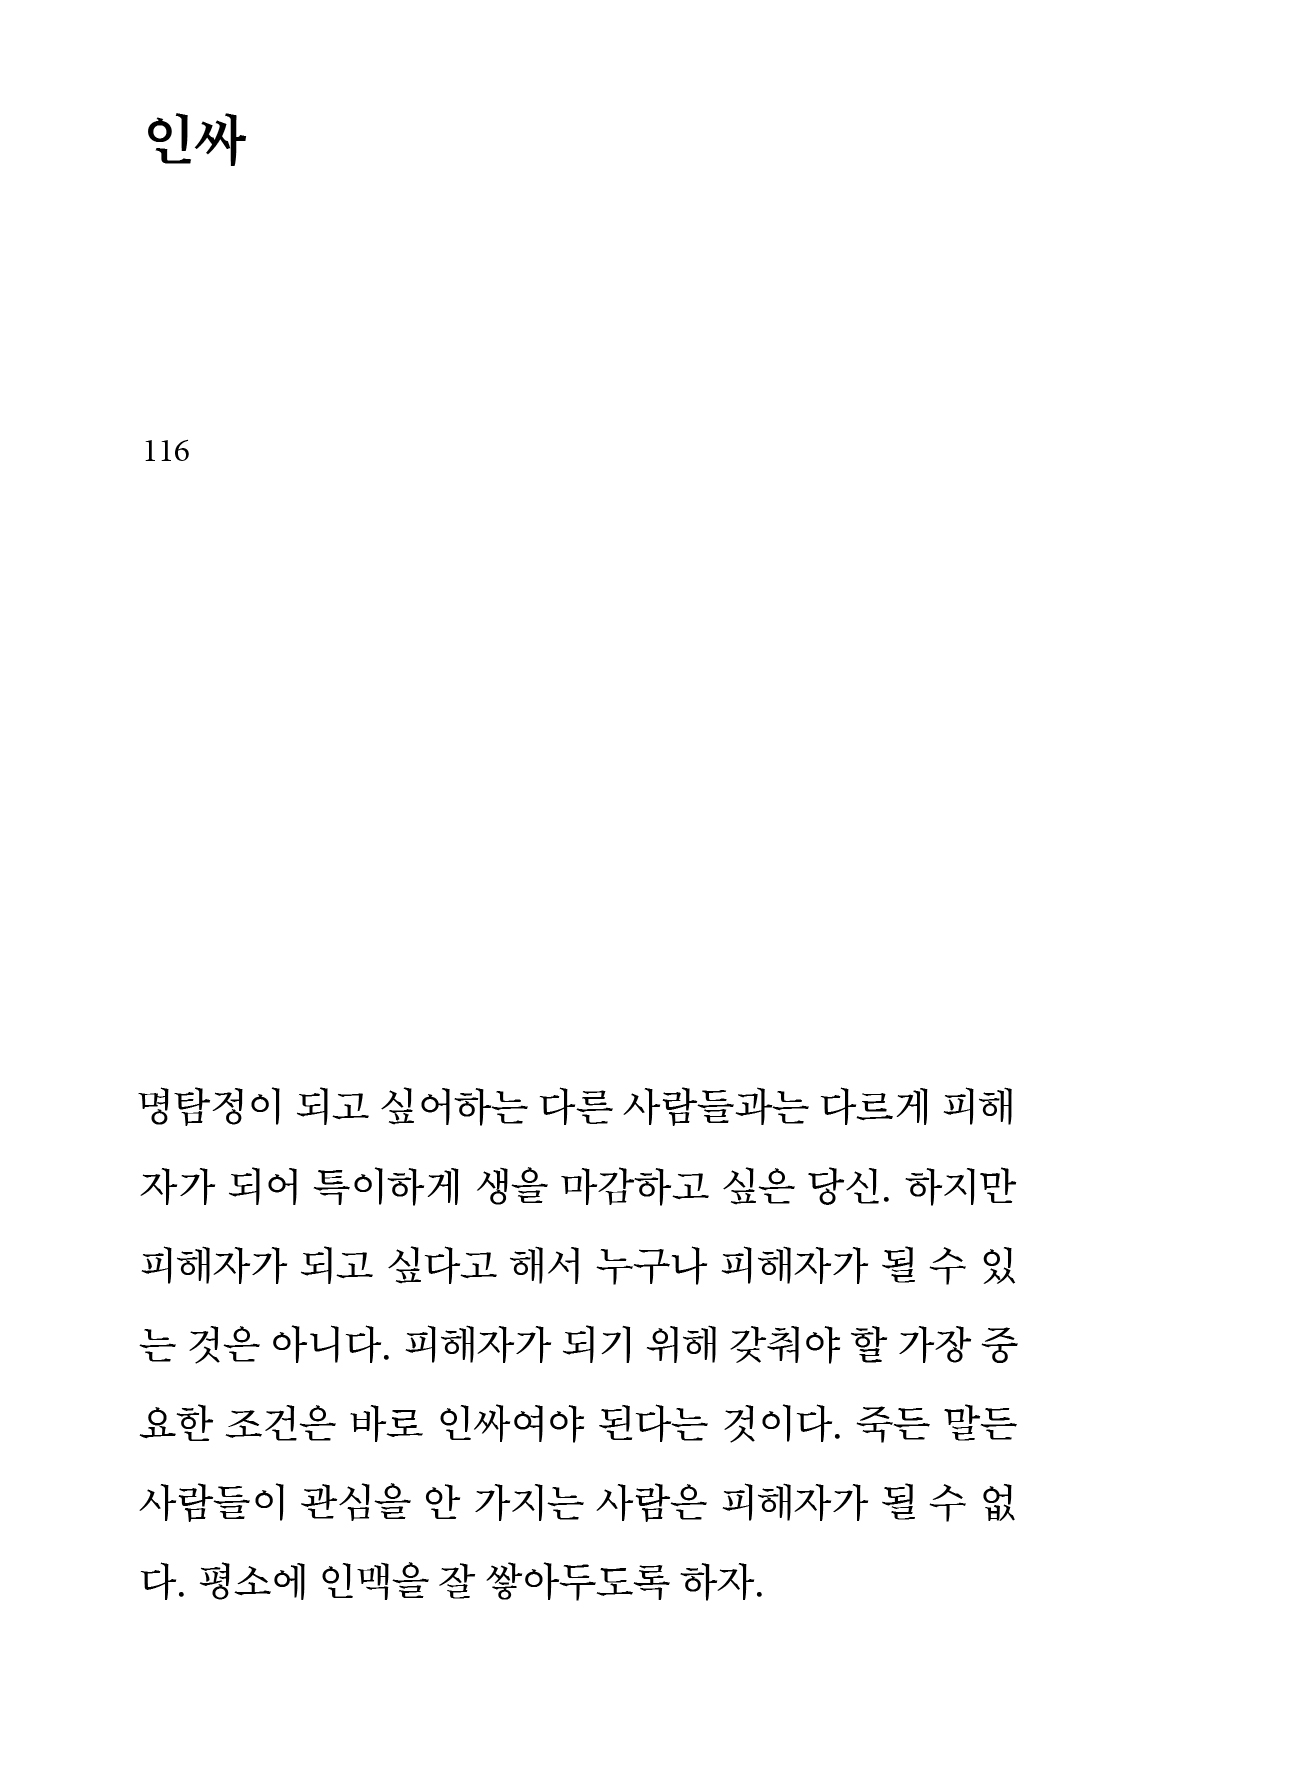 인싸
116
명탐정이 되고 싶어하는 다른 사람들과는 다르게 피해
자가 되어 특이하게 생을 마감하고 싶은 당신. 하지만
피해자가 되고 싶다고 해서 누구나 피해자가 될 수 있
는 것은 아니다. 피해자가 되기 위해 갖춰야 할 가장 중
요한 조건은 바로 인싸여야 된다는 것이다. 죽든 말든
사람들이 관심을 안 가지는 사람은 피해자가 될 수 없
다. 평소에 인맥을 잘 쌓아두도록 하자.